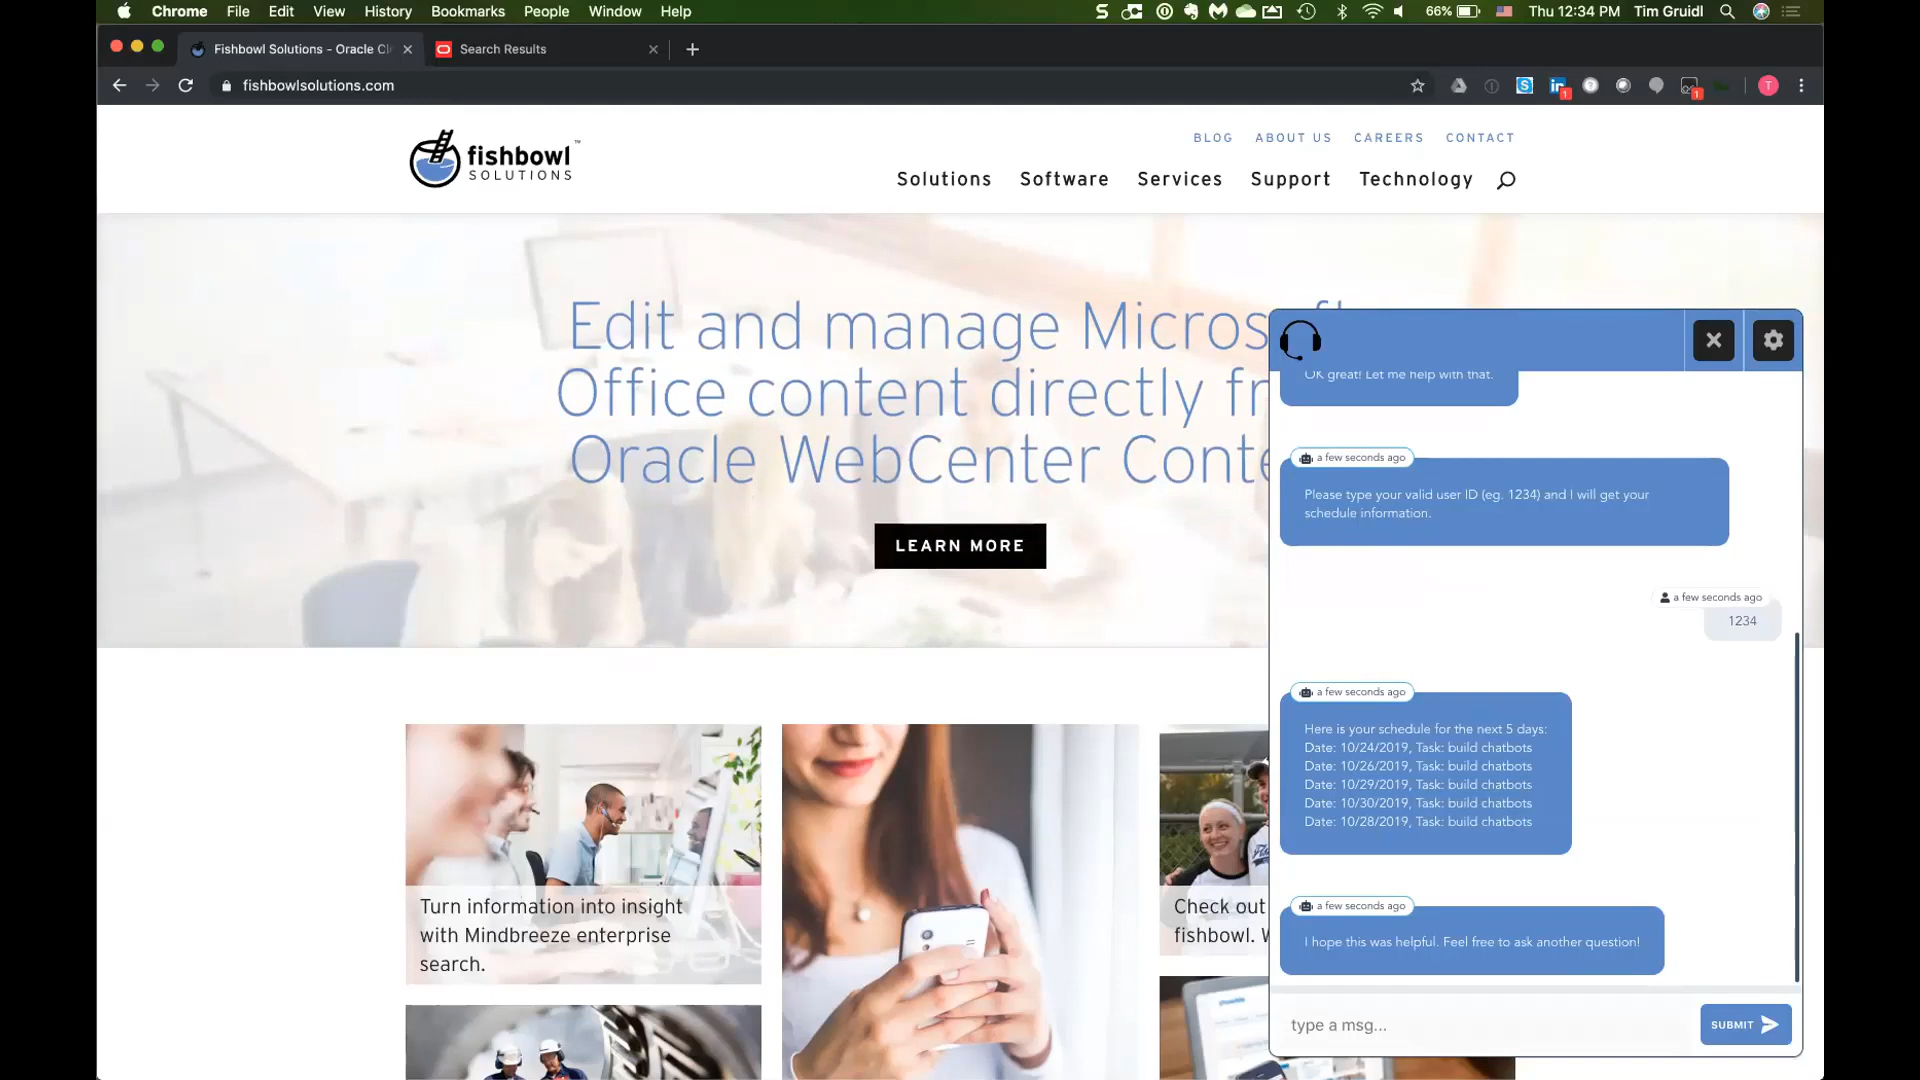 Chrome File Edit View History Bookmarks People Window Help
66% Thu 12:34 PM Tim Gruidl
Fishbowl Solutions - Oracle Cl
Search Results
fishbowlsolutions.com
fishbowl™
SOLUTIONS
BLOG ABOUT US CAREERS CONTACT
Solutions Software Services Support Technology
Edit and manage Micros
Office content directly fr
Oracle WebCenter Conte
LEARN MORE
Turn information into insight
with Mindbreeze enterprise
search.
Check out
fishbowl. W
OK great! Let me help with that.
a few seconds ago
Please type your valid user ID (eg. 1234) and I will get your
schedule information.
a few seconds ago
1234
a few seconds ago
Here is your schedule for the next 5 days:
Date: 10/24/2019, Task: build chatbots
Date: 10/26/2019, Task: build chatbots
Date: 10/29/2019, Task: build chatbots
Date: 10/30/2019, Task: build chatbots
Date: 10/28/2019, Task: build chatbots
a few seconds ago
I hope this was helpful. Feel free to ask another question!
type a msg...
SUBMIT